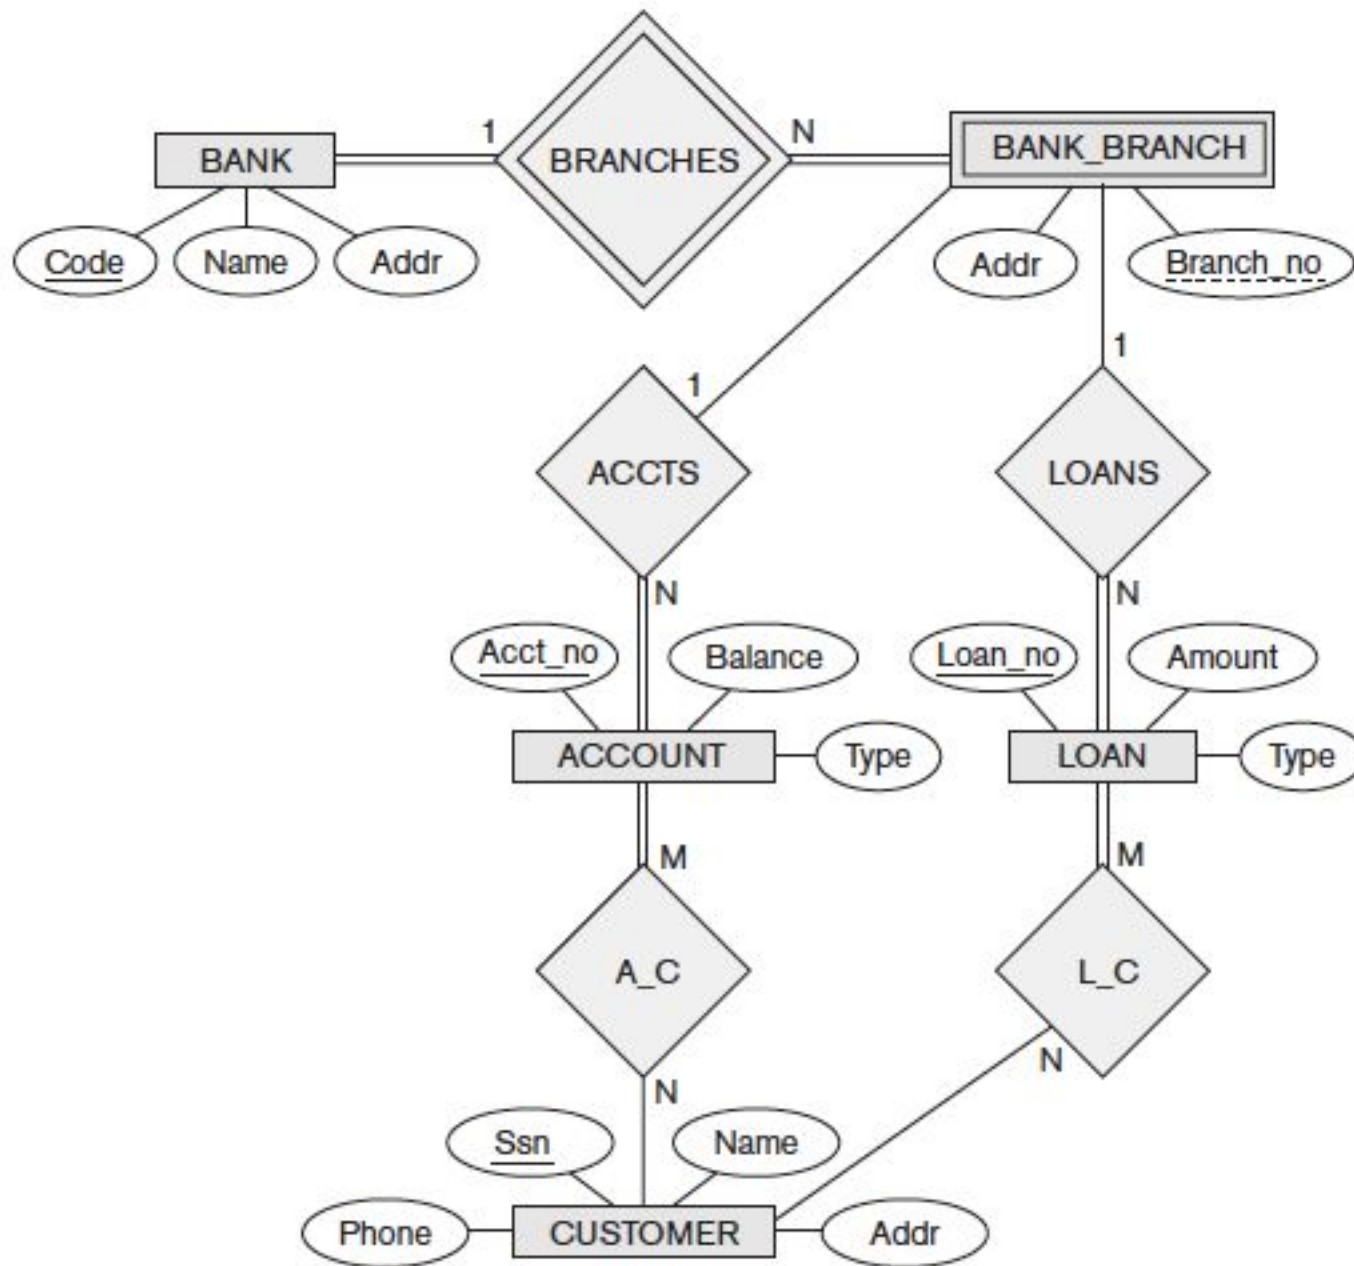 1
N
BANK
BRANCHES
BANK_BRANCH
Code
Name
Addr
Addr
Branch_no
1
1
ACCTS
LOANS
N
N
Acct_no
Balance
Loan_no
Amount
ACCOUNT
Type
LOAN
Type
M
M
A_C
L_C
N
N
Ssn
Name
Phone
CUSTOMER
Addr